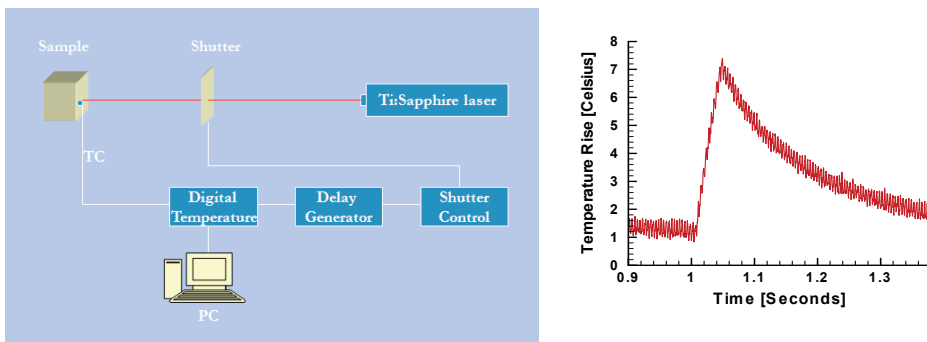 Sample
Shutter
Ti:Sapphire laser
TC
Digital
Temperature
Delay
Generator
Shutter
Control
PC
Temperature Rise [Celsius]
8
7
6
5
4
3
2
1
0
0.9
1
1.1
1.2
1.3
Time [Seconds]